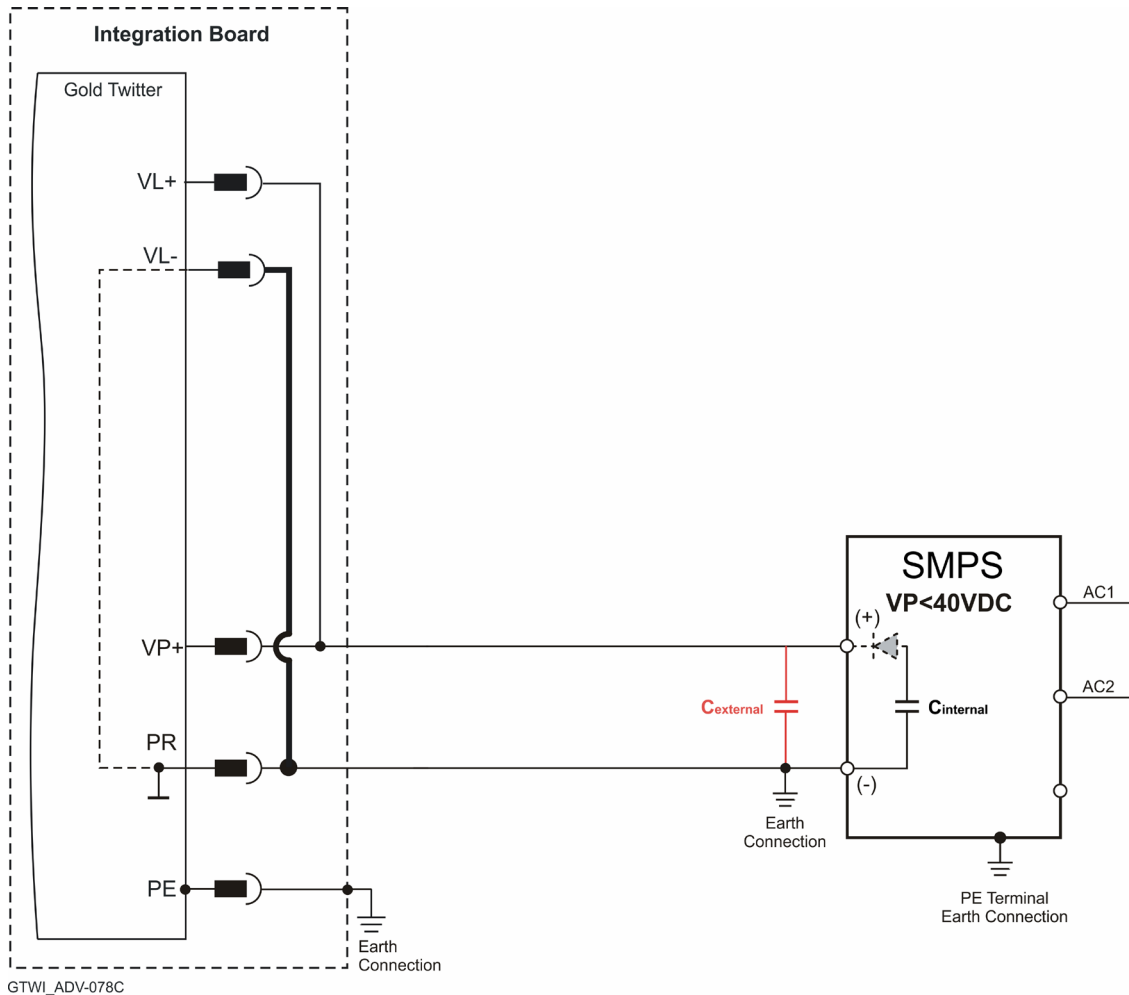 Integration Board
Gold Twitter
VL+
VL-
SMPS
VP<40VDC
AC1
(+)
VP+
AC2
Cexternal
Cinternal
PR
(-)
Earth
Connection
PE
PE Terminal
Earth Connection
Earth
Connection
GTWI_ADV-078C